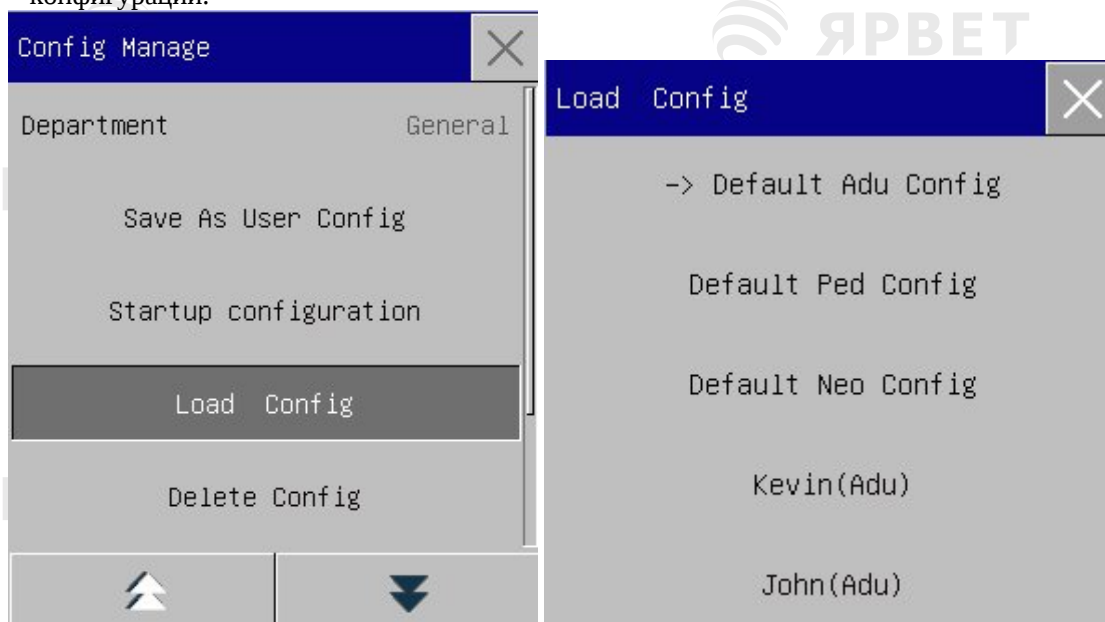 конфигурации.
Config Manage
Department General
Save As User Config
Startup configuration
Load Config
Delete Config
ЯРВЕТ
Load Config
-> Default Adu Config
Default Ped Config
Default Neo Config
Kevin(Adu)
John(Adu)